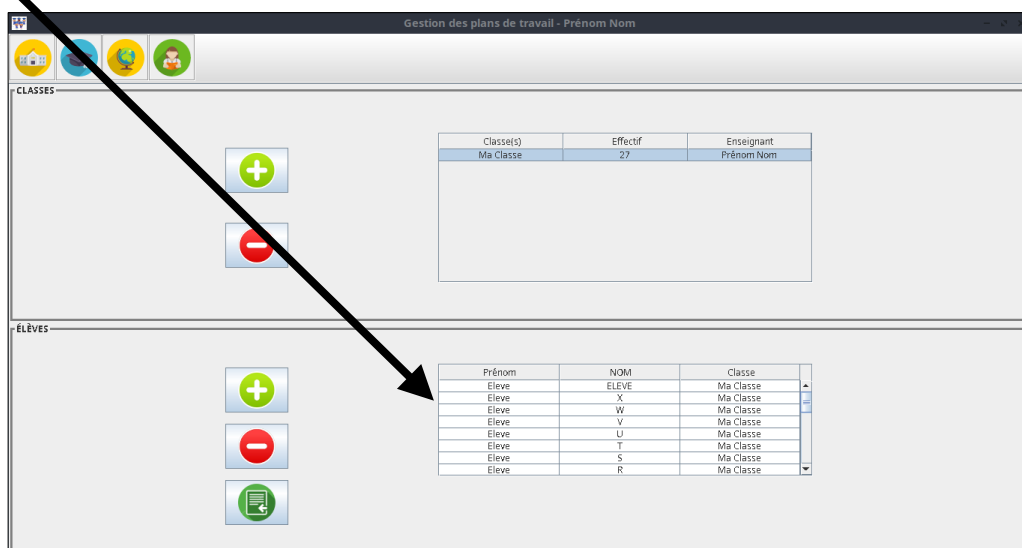 Gestion des plans de travail - Prénom Nom
CLASSES
Classe(s) Effectif Enseignant
Ma Classe 27 Prénom Nom
ÉLÈVES
Prénom NOM Classe
Eleve ELEVE Ma Classe
Eleve X Ma Classe
Eleve W Ma Classe
Eleve V Ma Classe
Eleve U Ma Classe
Eleve T Ma Classe
Eleve S Ma Classe
Eleve R Ma Classe